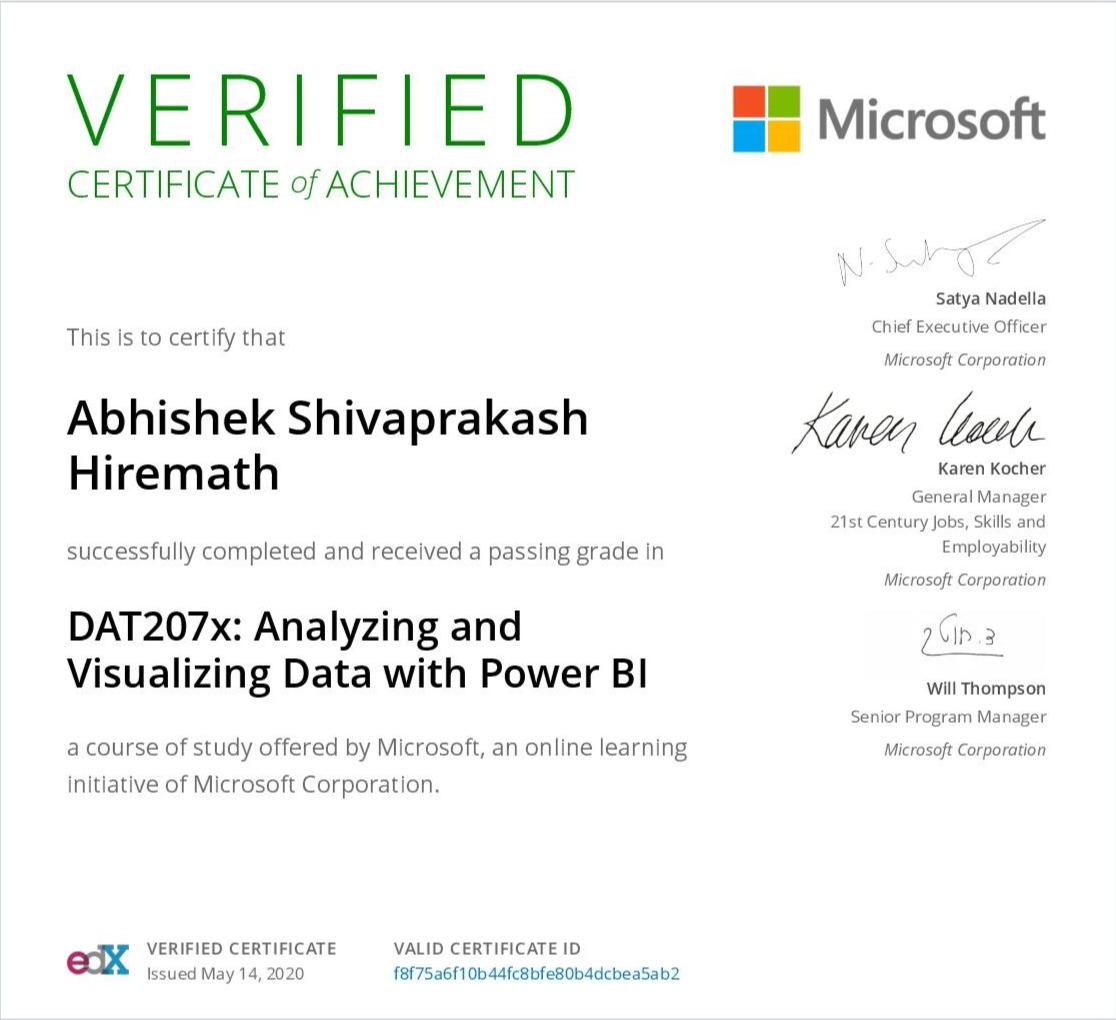 VERIFIED
CERTIFICATE of ACHIEVEMENT
Microsoft
This is to certify that
Abhishek Shivaprakash
Hiremath
successfully completed and received a passing grade in
DAT207x: Analyzing and
Visualizing Data with Power BI
a course of study offered by Microsoft, an online learning
initiative of Microsoft Corporation.
Satya Nadella
Chief Executive Officer
Microsoft Corporation
Karen Kocher
General Manager
21st Century Jobs, Skills and
Employability
Microsoft Corporation
Will Thompson
Senior Program Manager
Microsoft Corporation
edX
VERIFIED CERTIFICATE
Issued May 14, 2020
VALID CERTIFICATE ID
f8f75a6f10b44fc8bfe80b4dcbea5ab2